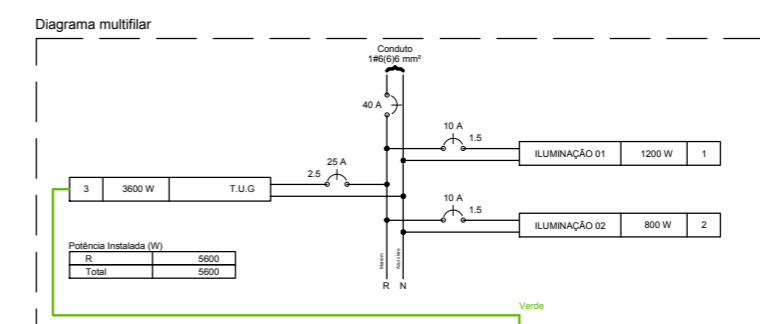 Diagrama multifilar
Conduto
1#6(6)6 mm²
40 A
10 A
1.5
ILUMINAÇÃO 01 1200 W 1
25 A
2.5
3 3600 W T.U.G
10 A
1.5
ILUMINAÇÃO 02 800 W 2
Potência Instalada (W)
R 5600
Total 5600
R N
Verde